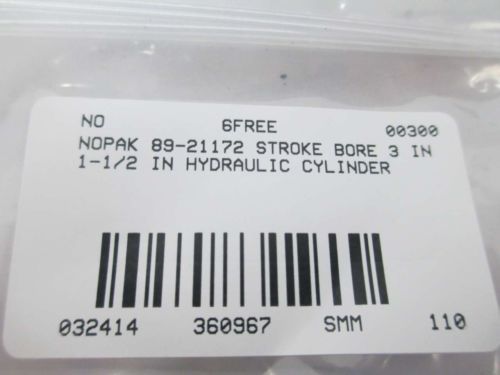 NO 6FREE 00300
NOPAK 89-21172 STROKE BORE 3 IN
1-1/2 IN HYDRAULIC CYLINDER
032414 360967 SMM 110